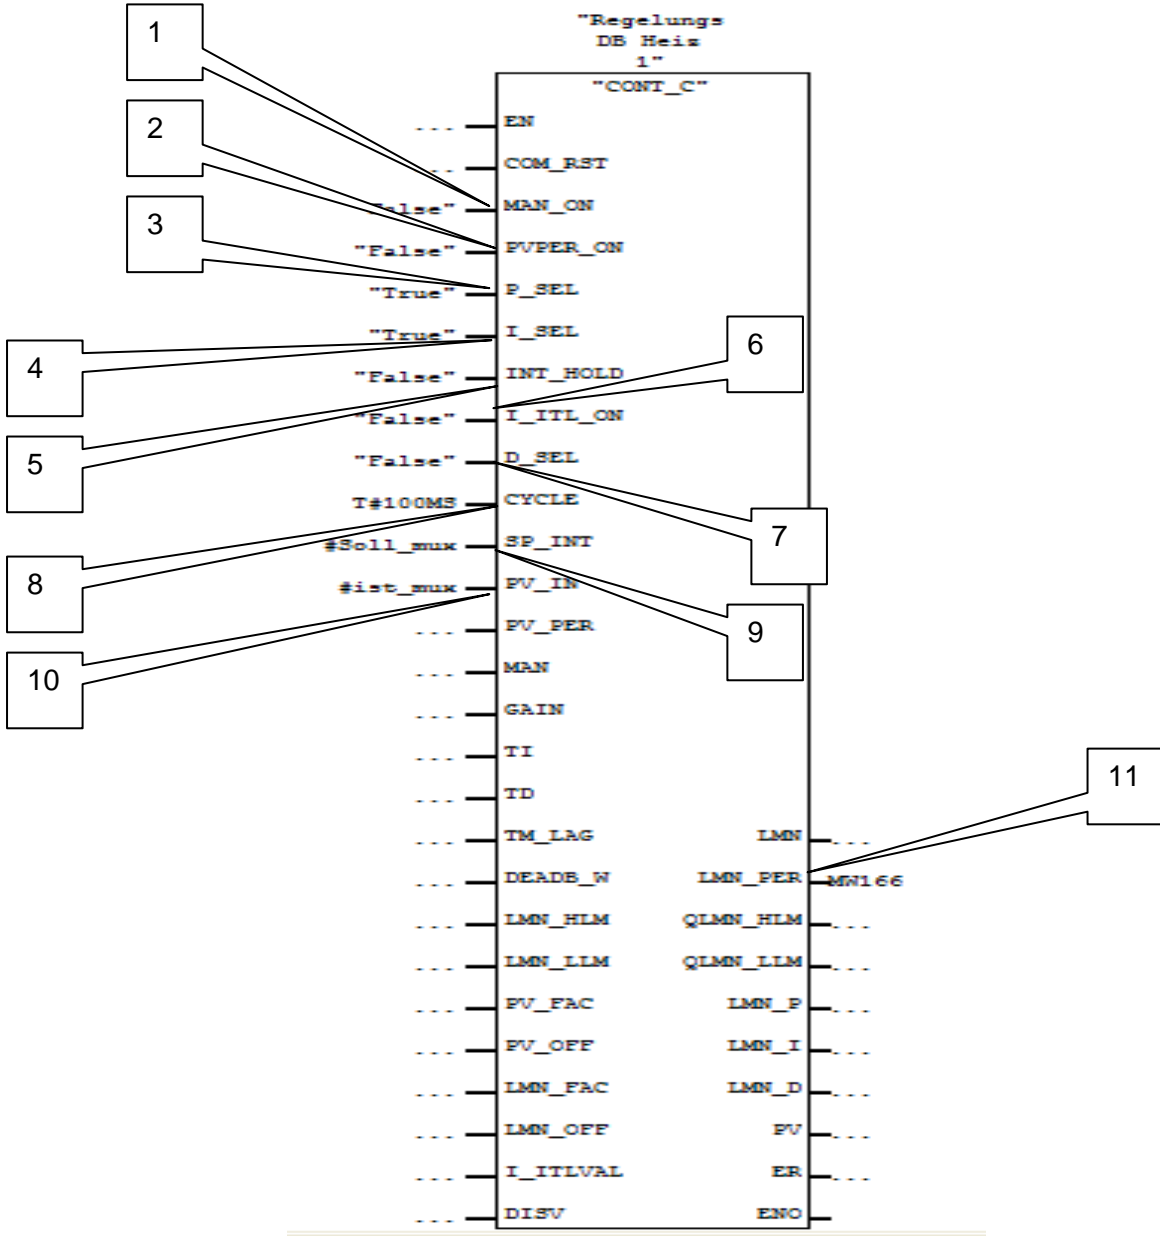 "Regelungs
DB Heiz
1"
"CONT_C"
1
... EN
2
.. COM_RST
"False" MAN_ON
3
"False" PVPER_ON
"True" P_SEL
"True" I_SEL
6
4
"False" INT_HOLD
"False" I_ITL_ON
5
"False" D_SEL
T#100MS CYCLE
7
#Soll_mux SP_INT
8
#ist_mux PV_IN
... PV_PER
9
10
... MAN
... GAIN
... TI
11
... TD
... TM_LAG LMN ...
... DEADB_W LMN_PER MW166
... LMN_HLM QLMN_HLM ...
... LMN_LLM QLMN_LLM ...
... PV_FAC LMN_P ...
... PV_OFF LMN_I ...
... LMN_FAC LMN_D ...
... LMN_OFF PV ...
... I_ITLVAL ER ...
... DISV ENO